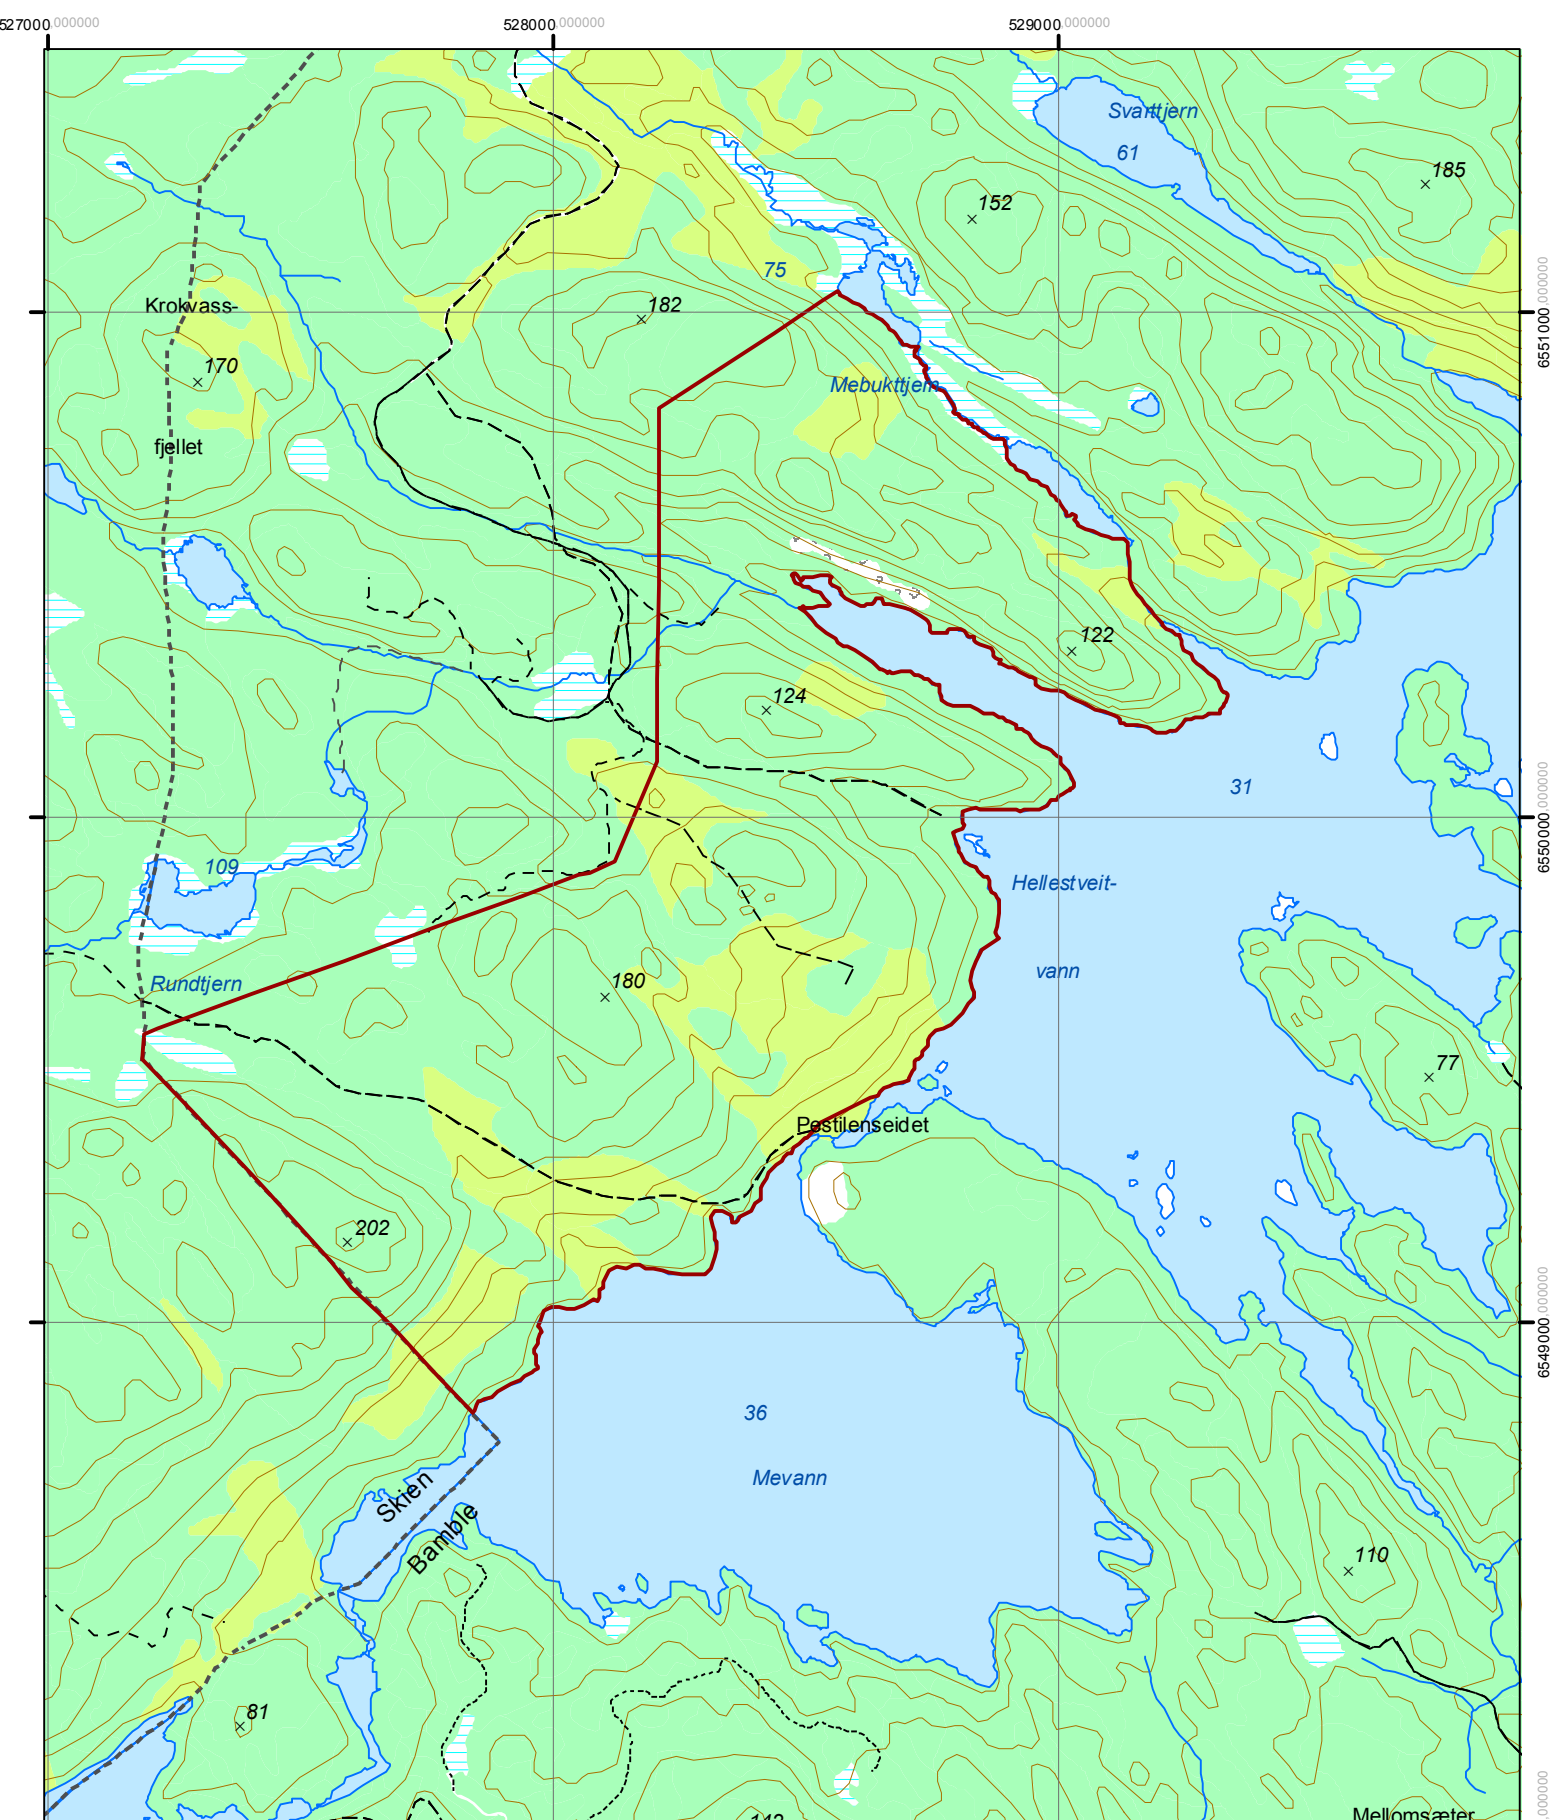 527000.000000 528000.000000 529000.000000
Svarttjern
61
185
152
75
6551000.000000
182
Krokvass-
170
Mebukttjern
fjellet
122
124
31
6550000.000000
109
Hellestveit-
vann
180
Rundtjern
77
Pestilenseidet
202
6549000.000000
36
Mevann
Skien
Bamble
110
81
Mellomsæter